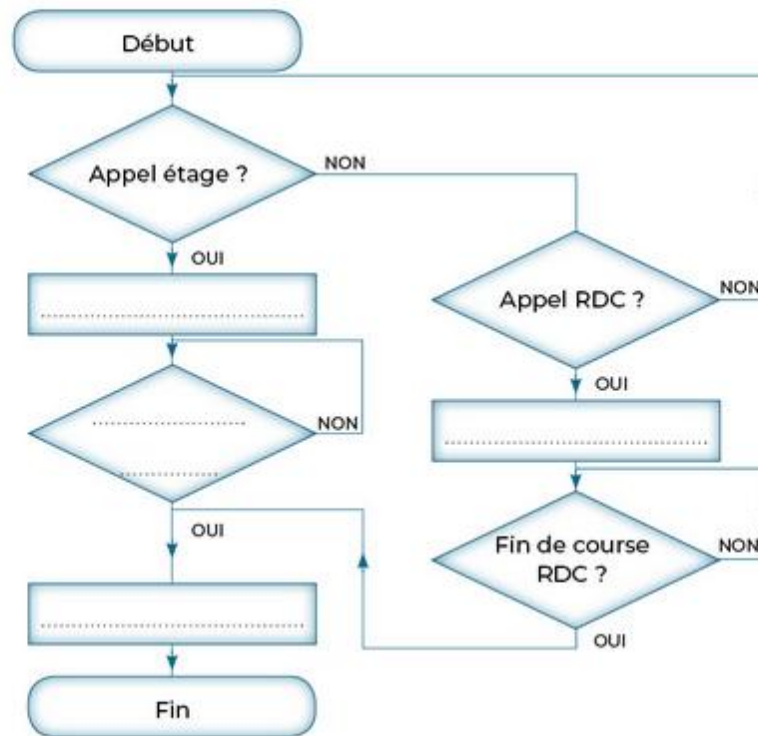 Début
Appel étage ?
NON
OUI
Appel RDC ?
NON
OUI
..........................................
..........................................
........................
................
NON
OUI
Fin de course
RDC ?
NON
OUI
..........................................
Fin